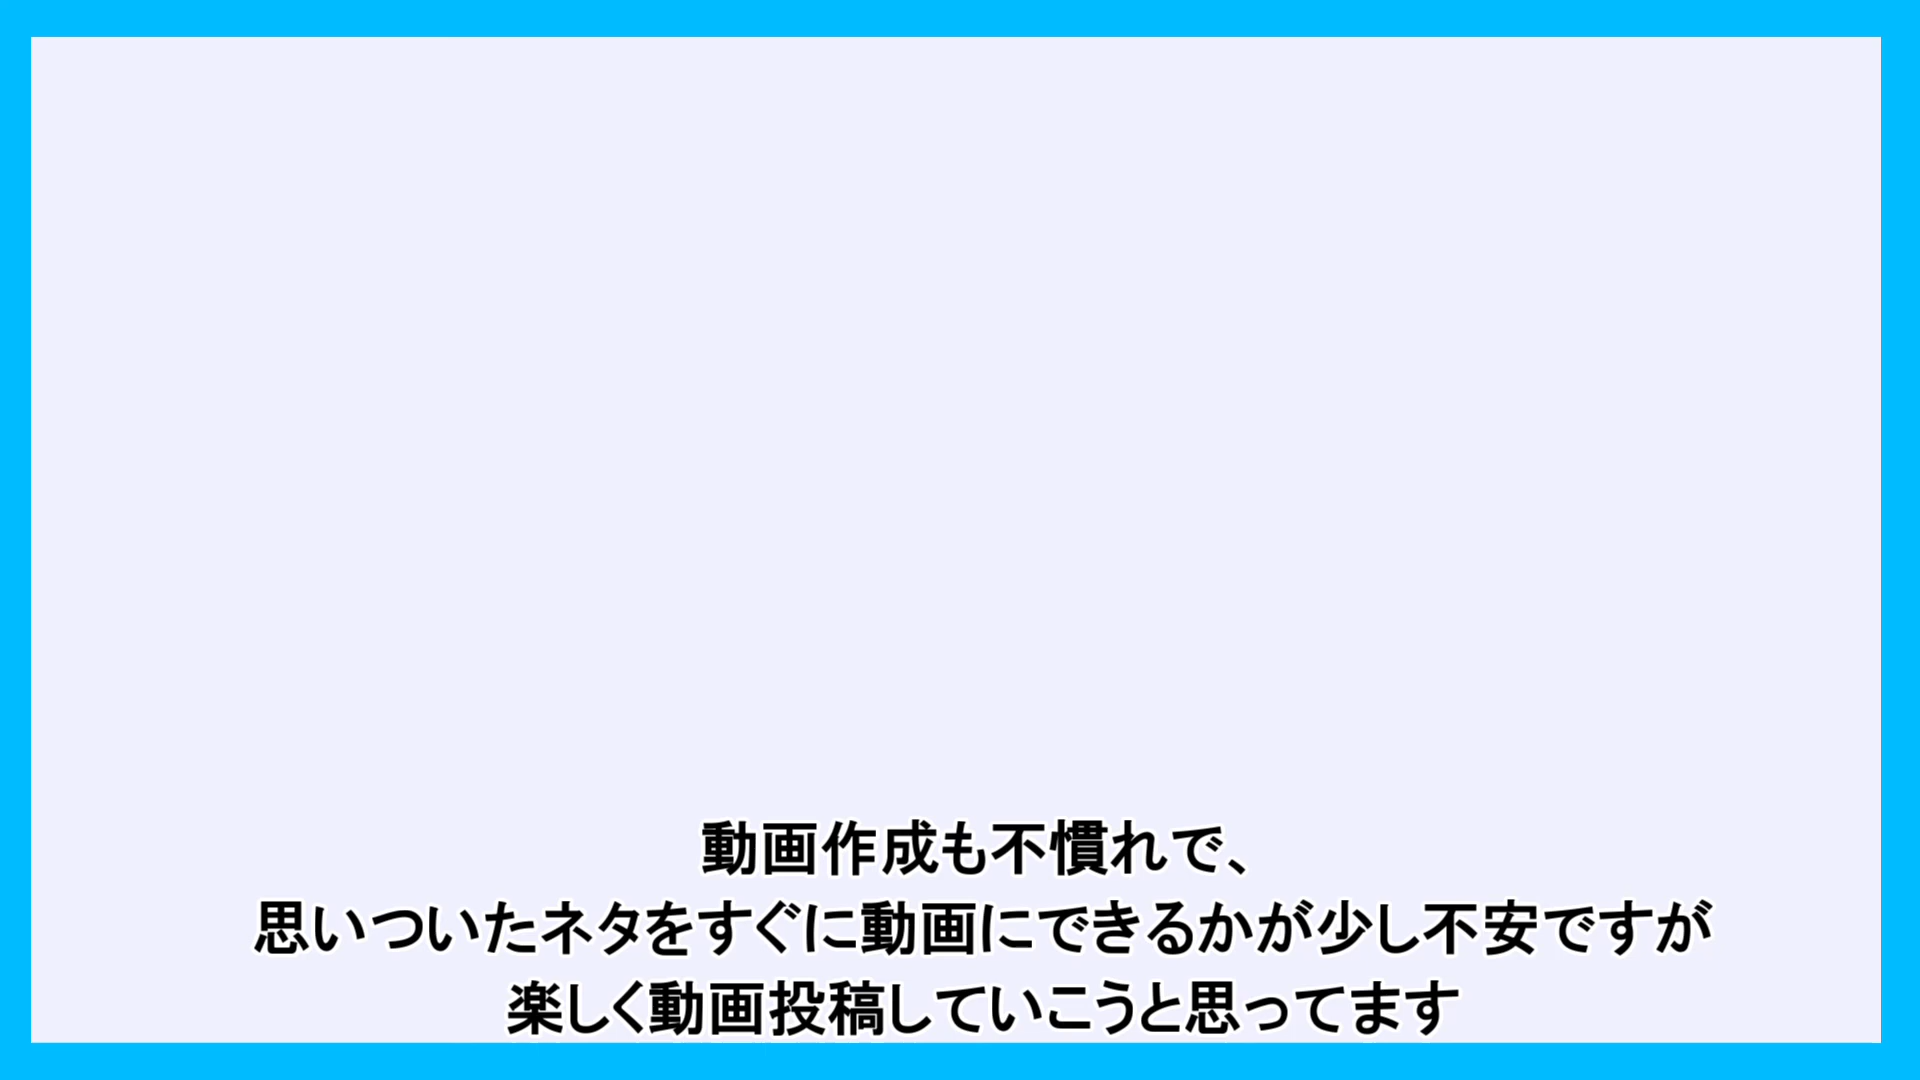 動画作成も不慣れで、
思いついたネタをすぐに動画にできるかが少し不安ですが
楽しく動画投稿していこうと思ってます